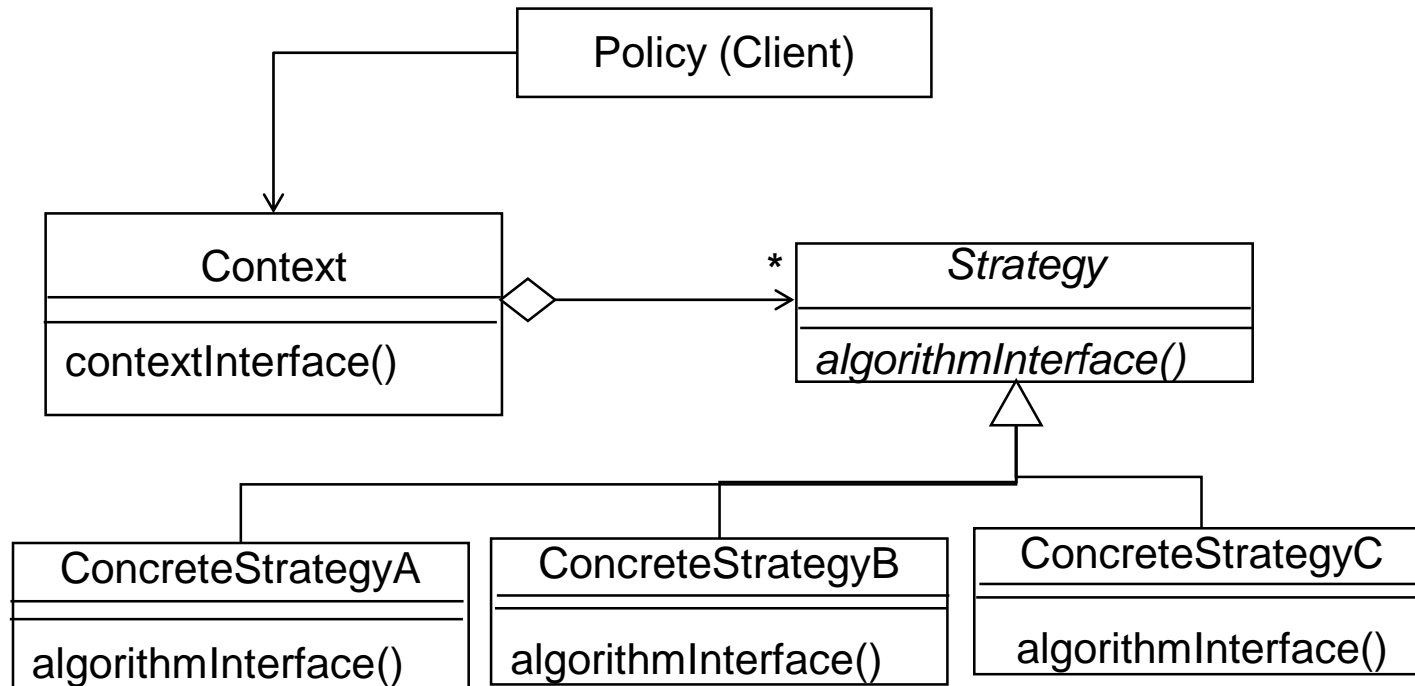 Policy (Client)
Context
contextInterface()
*
Strategy
algorithmInterface()
ConcreteStrategyA
algorithmInterface()
ConcreteStrategyB
algorithmInterface()
ConcreteStrategyC
algorithmInterface()